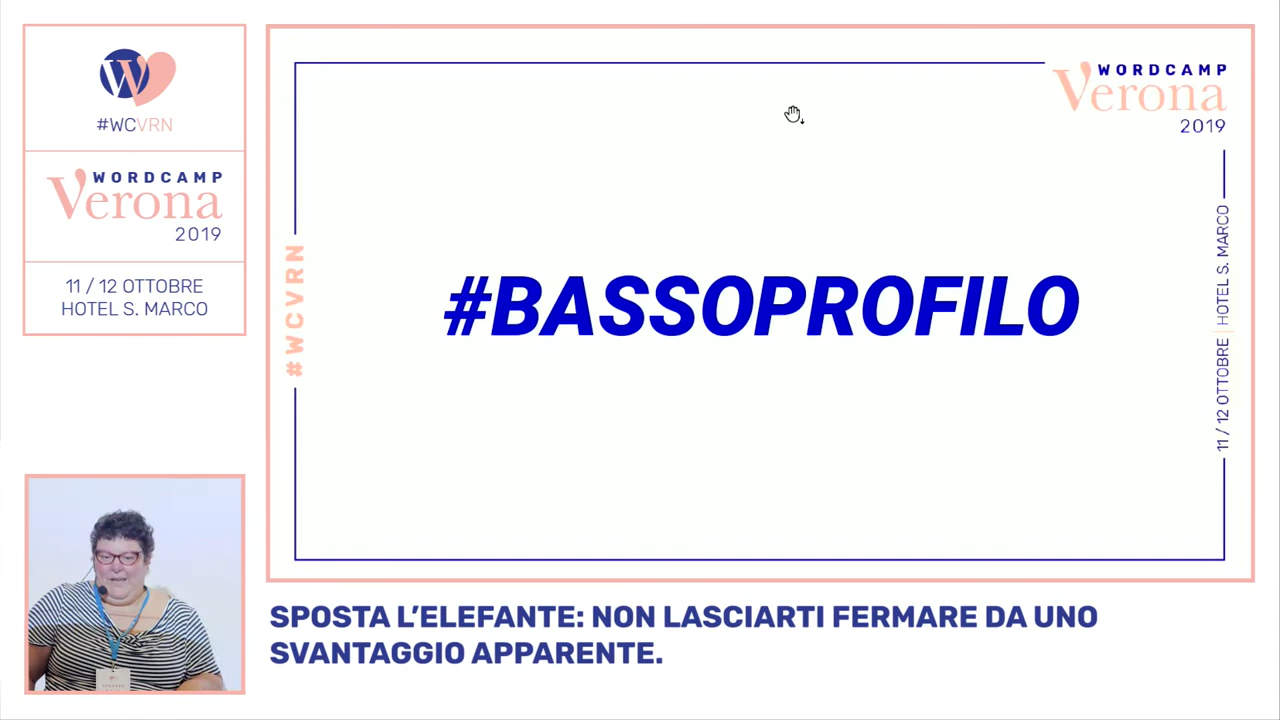 #WCVRN
WORDCAMP
Verona
2019
11 / 12 OTTOBRE
HOTEL S. MARCO
WORDCAMP
Verona
2019
#WCVRN
#BASSOPROFILO
11 / 12 OTTOBRE | HOTEL S. MARCO
SPOSTA L'ELEFANTE: NON LASCIARTI FERMARE DA UNO
SVANTAGGIO APPARENTE.